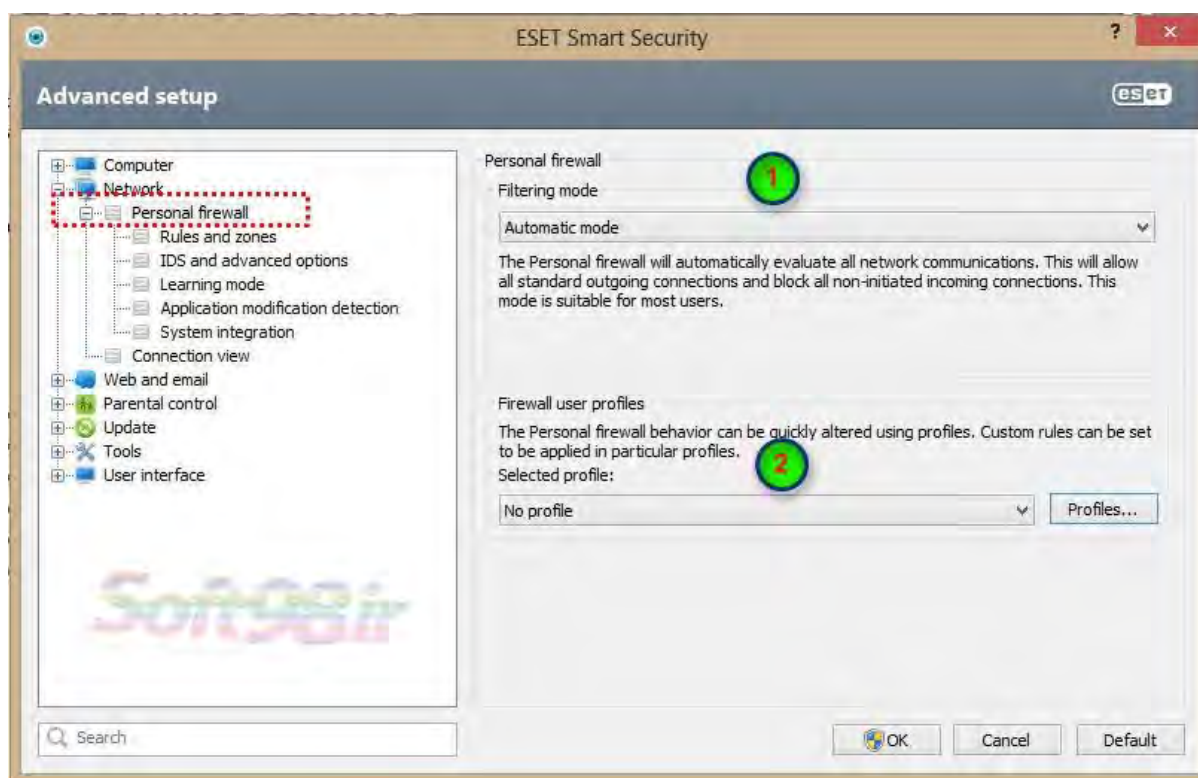 ESET Smart Security
?
×
Advanced setup
eset
Computer
Network
Personal firewall
Rules and zones
IDS and advanced options
Learning mode
Application modification detection
System integration
Connection view
Web and email
Parental control
Update
Tools
User interface
Soft98.ir
Search
Personal firewall
1
Filtering mode
Automatic mode
The Personal firewall will automatically evaluate all network communications. This will allow
all standard outgoing connections and block all non-initiated incoming connections. This
mode is suitable for most users.
Firewall user profiles
The Personal firewall behavior can be quickly altered using profiles. Custom rules can be set
to be applied in particular profiles.
2
Selected profile:
No profile
Profiles...
OK
Cancel
Default